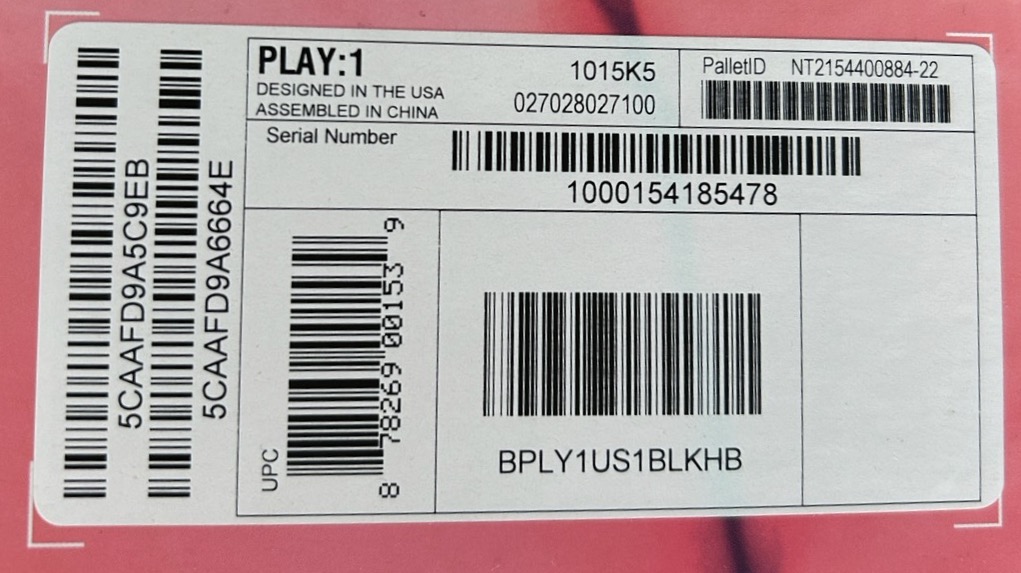 PLAY:1
DESIGNED IN THE USA
ASSEMBLED IN CHINA
1015K5
027028027100
PalletID NT2154400884-22
Serial Number
1000154185478
5CAAFD9A5C9EB
5CAAFD9A6664E
UPC
8 78269 00153 9
BPLY1US1BLKHB